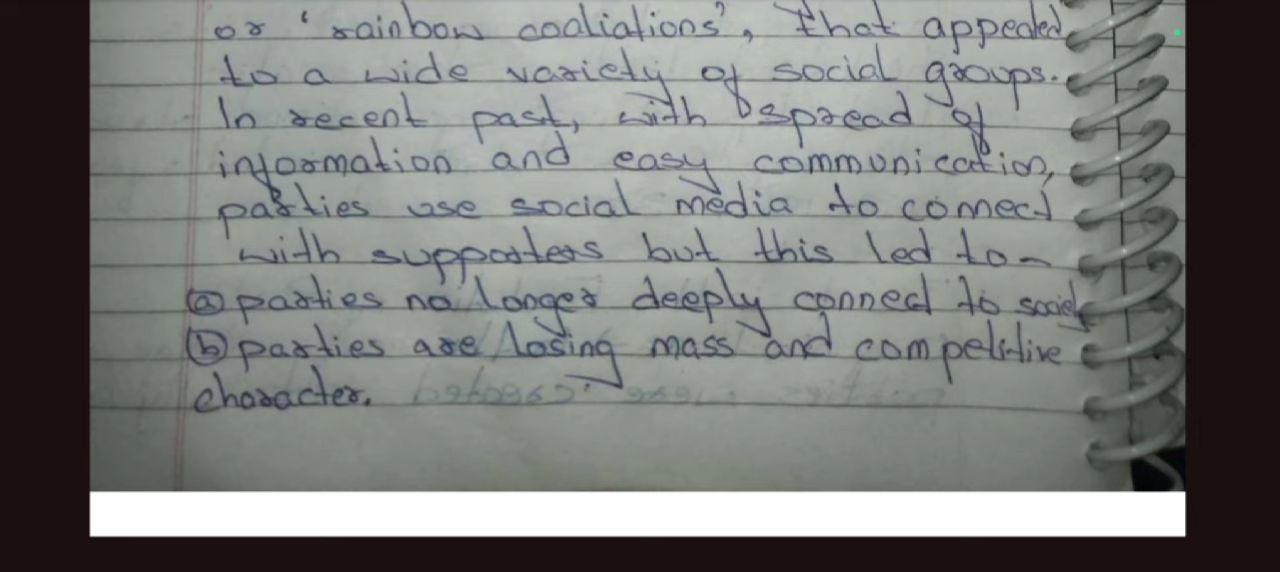 or 'rainbow coaliations', that appealed
to a wide variety of social groups.
In recent past, with spread of
information and easy communication,
parties use social media to connect
with supporters but this led to -
(a) parties no longer deeply connect to society
(b) parties are losing mass and competitive
character.